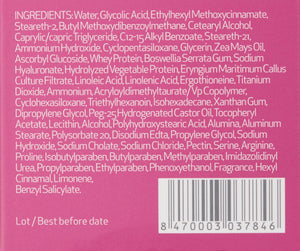 INGREDIENTS: Water, Glycolic Acid, Ethylhexyl Methoxycinnamate,
Steareth-2, Butyl Methoxydibenzoylmethane, Cetearyl Alcohol,
Caprylic/capric Triglyceride, C12-15 Alkyl Benzoate, Steareth-21,
Ammonium Hydroxide, Cyclopentasiloxane, Glycerin, Zea Mays Oil,
Ascorbyl Glucoside, Whey Protein, Boswellia Serrata Gum, Sodium
Hyaluronate, Hydrolyzed Vegetable Protein, Eryngium Maritimum Callus
Culture Filtrate, Linoleic Acid, Linolenic Acid, Ergothioneine, Titanium
Dioxide, Ammonium, Acryloyldimethyltaurate/Vp Copolymer,
Cyclohexasiloxane, Triethylhexanoin, Isohexadecane, Xantham Gum,
Dipropylene Glycol, Peg-25 Hydrogenated Castor Oil, Tocopheryl
Acetate, Lecithin, Alcohol, Polyhydroxystearic Acid, Alumina, Aluminum
Stearate, Polysorbate 20, Disodium Edta, Propylene Glycol, Sodium
Hydroxide, Sodium Cholate, Sodium Chloride, Pectin, Serine, Arginine,
Proline, Isobutylparaben, Butylparaben, Methylparaben, Imidazolidinyl
Urea, Propylparaben, Ethylparaben, Phenoxyethanol, Fragrance, Hexyl
Cinnamal, Limonene,
Benzyl Salicylate.
Lot / Best before date
8 470003 037846